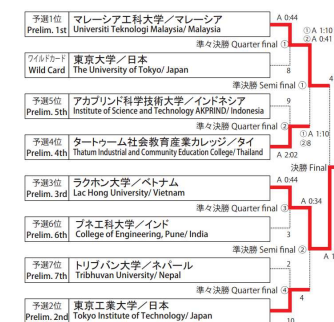 予選1位 マレーシア工科大学／マレーシア A 0:44
Prelim. 1st Universiti Teknologi Malaysia/ Malaysia
①A 1:10
②A 0:41
準々決勝 Quarter final ①
ワイルドカード 東京大学／日本
Wild Card The University of Tokyo/ Japan 8
準決勝 Semi final ① 4
予選5位 アカプリンド科学技術大学／インドネシア 9
Prelim. 5th Institute of Science and Technology AKPRIND/ Indonesia
準々決勝 Quarter final ② ①A 1:10
②8
予選4位 タートゥーム社会教育産業カレッジ／タイ
Prelim. 4th Thatum Industrial and Community Education College/ Thailand A 2:02
決勝 Final
予選3位 ラクホン大学／ベトナム A 0:44
Prelim. 3rd Lac Hong University/ Vietnam
準々決勝 Quarter final ③ A 0:34
予選6位 プネ工科大学／インド
Prelim. 6th College of Engineering, Pune/ India 3
準決勝 Semi final ② A 1
予選7位 トリブバン大学／ネパール 2
Prelim. 7th Tribhuvan University/ Nepal
準々決勝 Quarter final ④ 4
予選2位 東京工業大学／日本
Prelim. 2nd Tokyo Institute of Technology/ Japan 10